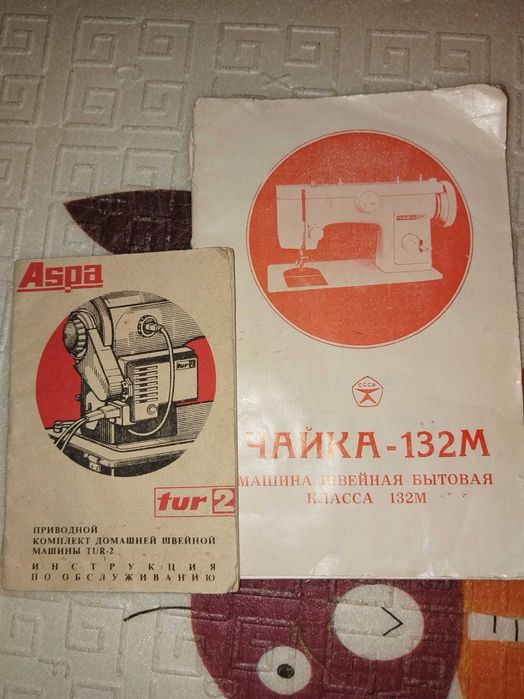 Aspa
tur 2
ПРИВОДНОЙ
КОМПЛЕКТ ДОМАШНЕЙ ШВЕЙНОЙ
МАШИНЫ TUR-2
ИНСТРУКЦИЯ
ПО ОБСЛУЖИВАНИЮ
СССР
ЧАЙКА-132М
МАШИНА ШВЕЙНАЯ БЫТОВАЯ
КЛАССА 132М